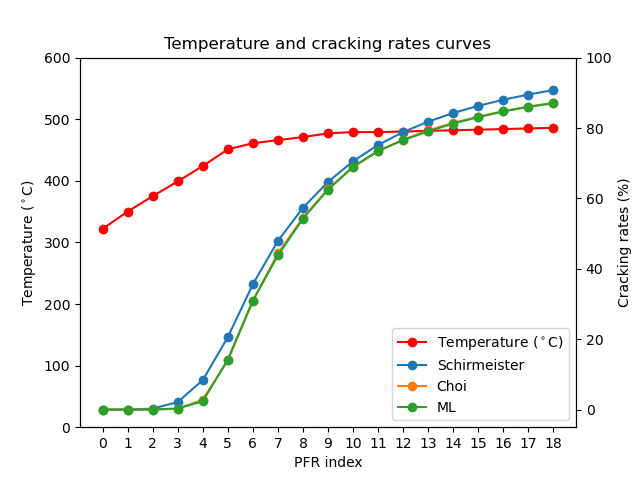 Temperature and cracking rates curves
600
500
400
300
200
100
0
Temperature (°C)
100
80
60
40
20
0
Cracking rates (%)
Temperature (°C)
Schirmeister
Choi
ML
0 1 2 3 4 5 6 7 8 9 10 11 12 13 14 15 16 17 18
PFR index